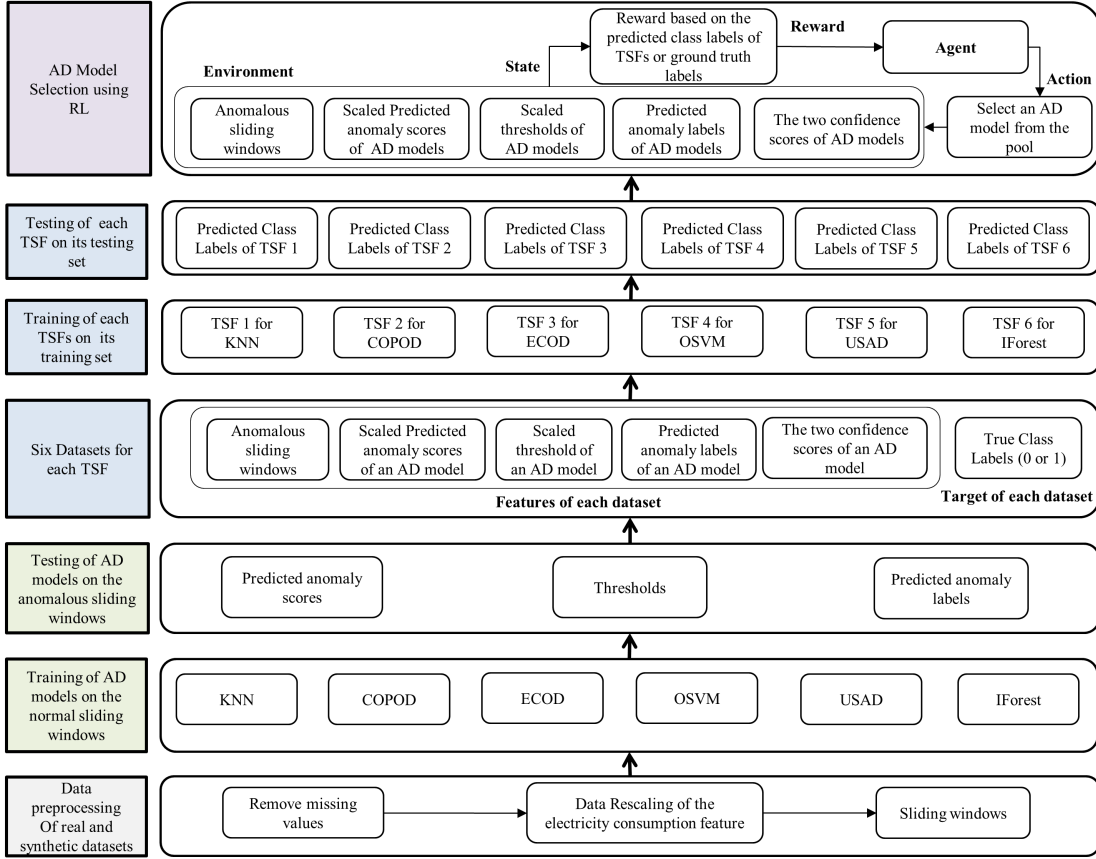 AD Model
Selection using
RL
Environment
State
Reward based on the
predicted class labels of
TSFs or ground truth
labels
Reward
Agent
Action
Anomalous
sliding
windows
Scaled Predicted
anomaly scores
of AD models
Scaled
thresholds of
AD models
Predicted
anomaly labels
of AD models
The two confidence
scores of AD models
Select an AD
model from the
pool
Testing of each
TSF on its testing
set
Predicted Class
Labels of TSF 1
Predicted Class
Labels of TSF 2
Predicted Class
Labels of TSF 3
Predicted Class
Labels of TSF 4
Predicted Class
Labels of TSF 5
Predicted Class
Labels of TSF 6
Training of each
TSFs on its
training set
TSF 1 for
KNN
TSF 2 for
COPOD
TSF 3 for
ECOD
TSF 4 for
OSVM
TSF 5 for
USAD
TSF 6 for
IForest
Six Datasets for
each TSF
Anomalous
sliding
windows
Scaled Predicted
anomaly scores
of an AD model
Scaled
threshold of
an AD model
Predicted
anomaly labels
of an AD model
The two confidence
scores of an AD
model
True Class
Labels (0 or 1)
Features of each dataset
Target of each dataset
Testing of AD
models on the
anomalous sliding
windows
Predicted anomaly
scores
Thresholds
Predicted anomaly
labels
Training of AD
models on the
normal sliding
windows
KNN
COPOD
ECOD
OSVM
USAD
IForest
Data
preprocessing
Of real and
synthetic datasets
Remove missing
values
Data Rescaling of the
electricity consumption feature
Sliding windows